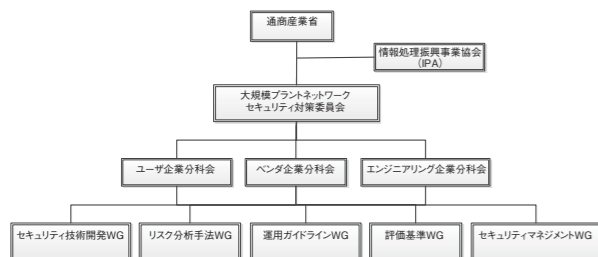 通商産業省
情報処理振興事業協会
(IPA)
大規模プラントネットワーク
セキュリティ対策委員会
ユーザ企業分科会
ベンダ企業分科会
エンジニアリング企業分科会
セキュリティ技術開発WG
リスク分析手法WG
運用ガイドラインWG
評価基準WG
セキュリティマネジメントWG